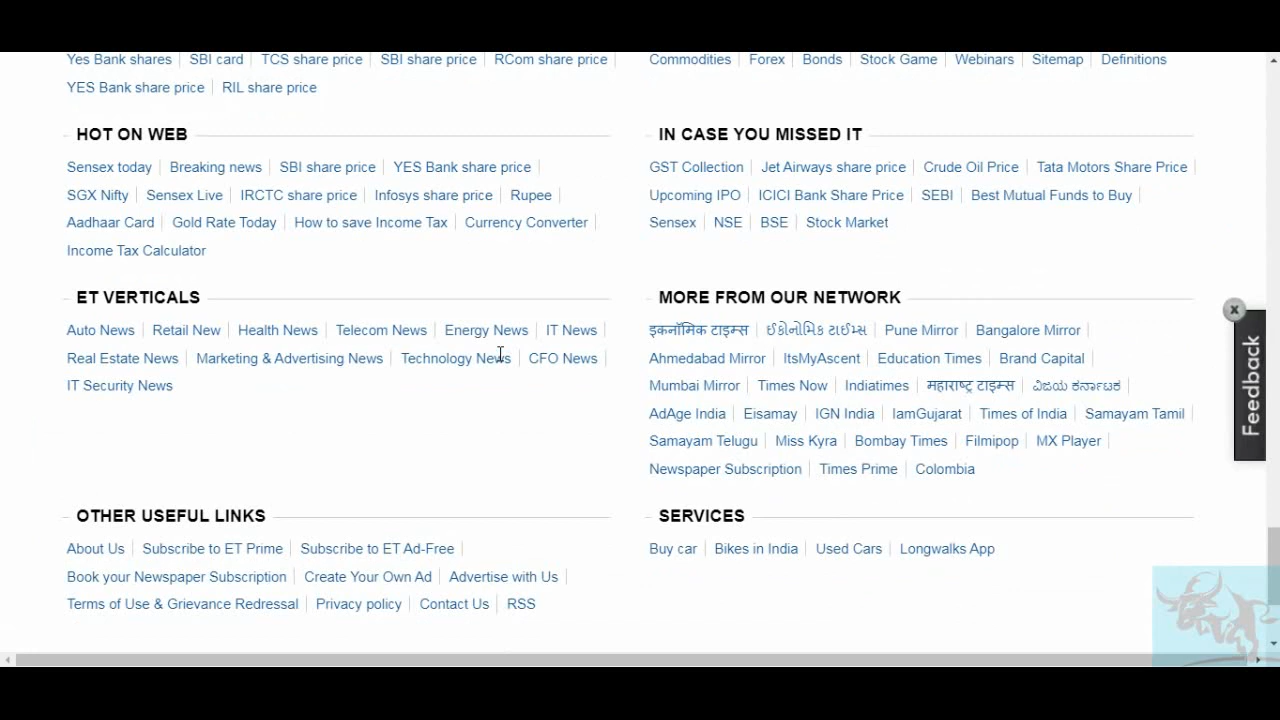 Yes Bank shares SBI card TCS share price SBI share price RCom share price
YES Bank share price RIL share price
Commodities Forex Bonds Stock Game Webinars Sitemap Definitions
HOT ON WEB
Sensex today Breaking news SBI share price YES Bank share price
SGX Nifty Sensex Live IRCTC share price Infosys share price Rupee
Aadhaar Card Gold Rate Today How to save Income Tax Currency Converter
Income Tax Calculator
IN CASE YOU MISSED IT
GST Collection Jet Airways share price Crude Oil Price Tata Motors Share Price
Upcoming IPO ICICI Bank Share Price SEBI Best Mutual Funds to Buy
Sensex NSE BSE Stock Market
ET VERTICALS
Auto News Retail New Health News Telecom News Energy News IT News
Real Estate News Marketing & Advertising News Technology News CFO News
IT Security News
MORE FROM OUR NETWORK
इकनॉमिक टाइम्स ઈકોનોમિક ટાઈમ્સ Pune Mirror Bangalore Mirror
Ahmedabad Mirror ItsMyAscent Education Times Brand Capital
Mumbai Mirror Times Now Indiatimes महाराष्ट्र टाइम्स ವಿಜಯ ಕರ್ನಾಟಕ
AdAge India Eisamay IGN India IamGujarat Times of India Samayam Tamil
Samayam Telugu Miss Kyra Bombay Times Filmipop MX Player
Newspaper Subscription Times Prime Colombia
OTHER USEFUL LINKS
About Us Subscribe to ET Prime Subscribe to ET Ad-Free
Book your Newspaper Subscription Create Your Own Ad Advertise with Us
Terms of Use & Grievance Redressal Privacy policy Contact Us RSS
SERVICES
Buy car Bikes in India Used Cars Longwalks App
Feedback